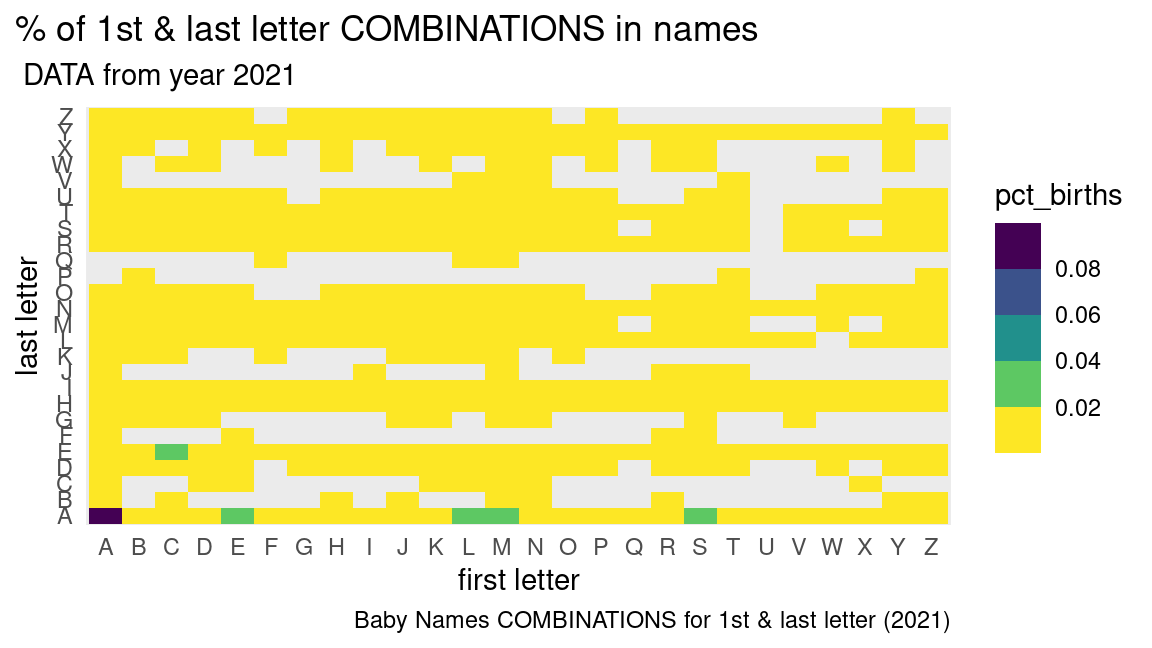 % of 1st & last letter COMBINATIONS in names
DATA from year 2021
last letter
Z
Y
X
W
V
U
T
S
R
Q
P
O
N
M
L
K
J
I
H
G
F
E
D
C
B
A
A B C D E F G H I J K L M N O P Q R S T U V W X Y Z
first letter
pct_births
0.08
0.06
0.04
0.02
Baby Names COMBINATIONS for 1st & last letter (2021)